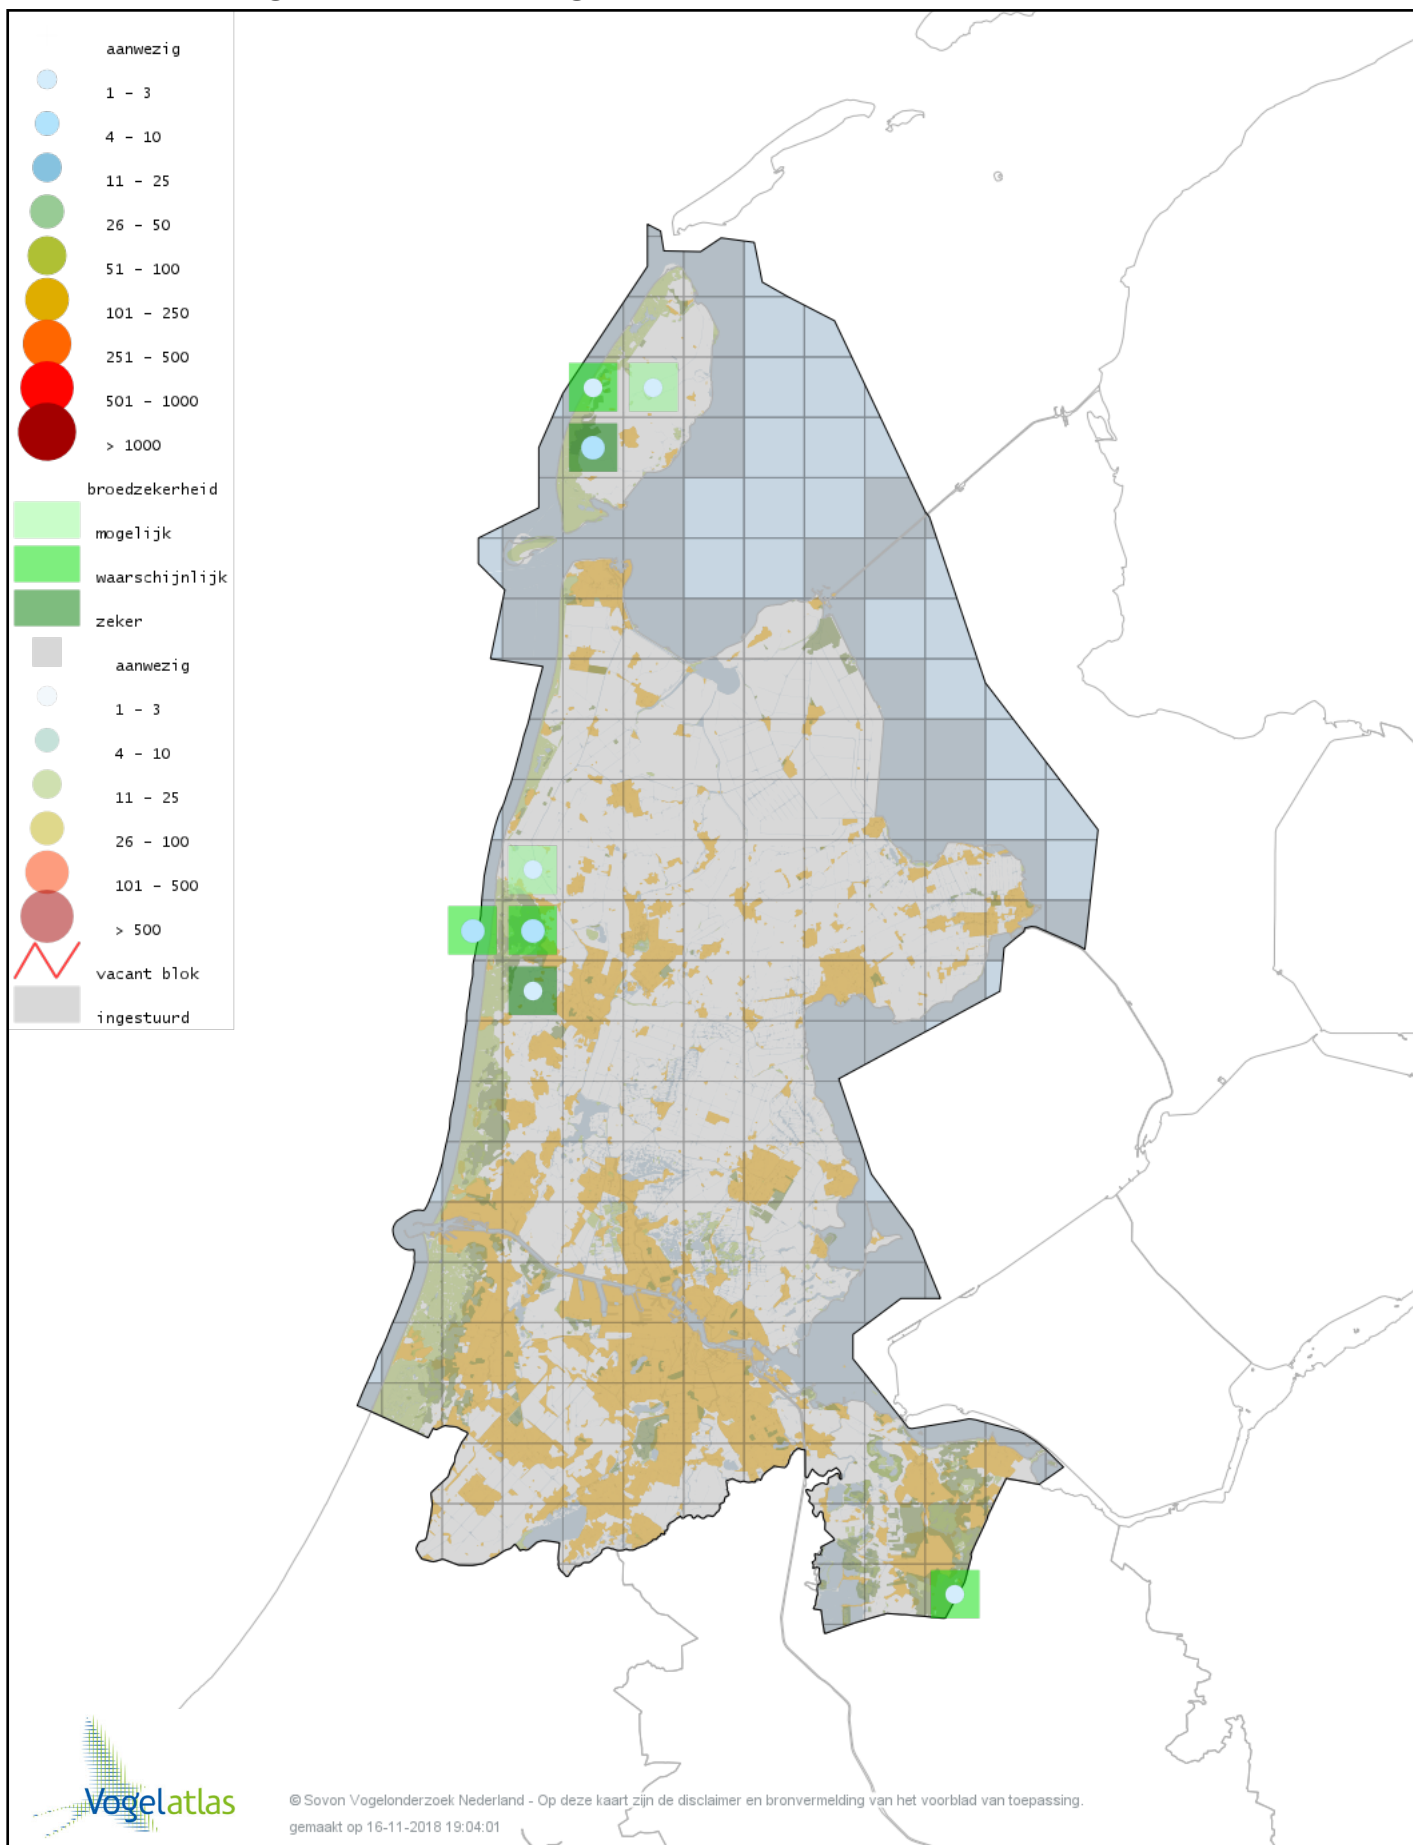 aanwezig
1 – 3
4 – 10
11 – 25
26 – 50
51 – 100
101 – 250
251 – 500
501 – 1000
> 1000
broedzekerheid
mogelijk
waarschijnlijk
zeker
aanwezig
1 – 3
4 – 10
11 – 25
26 – 100
101 – 500
> 500
vacant blok
ingestuurd
Vogelatlas
© Sovon Vogelonderzoek Nederland - Op deze kaart zijn de disclaimer en bronvermelding van het voorblad van toepassing.
gemaakt op 16-11-2018 19:04:01